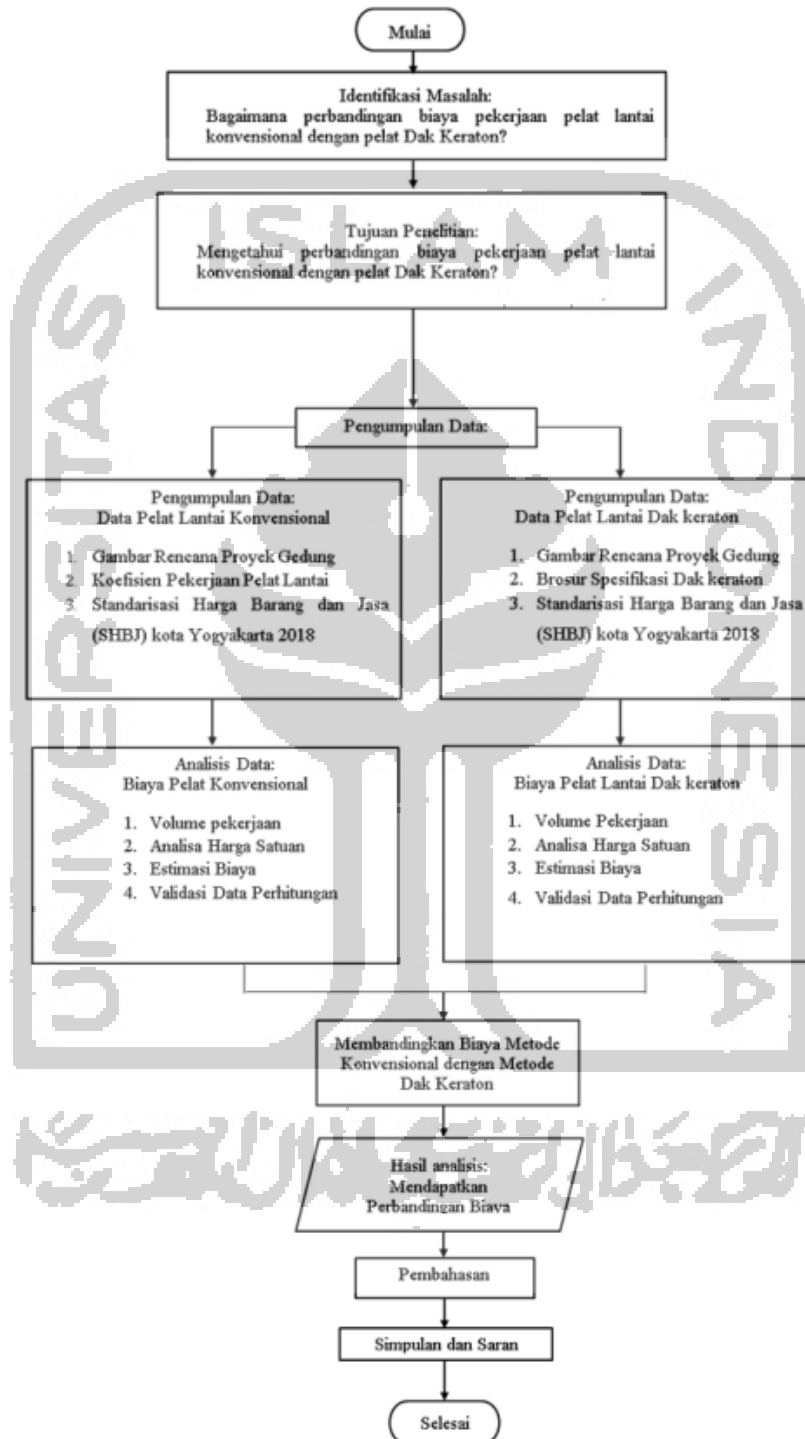 Mulai
Identifikasi Masalah:
Bagaimana perbandingan biaya pekerjaan pelat lantai
konvensional dengan pelat Dak Keraton?
Tujuan Penelitian:
Mengetahui perbandingan biaya pekerjaan pelat lantai
konvensional dengan pelat Dak Keraton?
Pengumpulan Data:
Pengumpulan Data:
Data Pelat Lantai Konvensional
1. Gambar Rencana Proyek Gedung
2. Koefisien Pekerjaan Pelat Lantai
3. Standarisasi Harga Barang dan Jasa
(SHBJ) kota Yogyakarta 2018
Pengumpulan Data:
Data Pelat Lantai Dak keraton
1. Gambar Rencana Proyek Gedung
2. Brosur Spesifikasi Dak keraton
3. Standarisasi Harga Barang dan Jasa
(SHBJ) kota Yogyakarta 2018
Analisis Data:
Biaya Pelat Konvensional
1. Volume pekerjaan
2. Analisa Harga Satuan
3. Estimasi Biaya
4. Validasi Data Perhitungan
Analisis Data:
Biaya Pelat Lantai Dak keraton
1. Volume Pekerjaan
2. Analisa Harga Satuan
3. Estimasi Biaya
4. Validasi Data Perhitungan
Membandingkan Biaya Metode
Konvensional dengan Metode
Dak Keraton
Hasil analisis:
Mendapatkan
Perbandingan Biaya
Pembahasan
Simpulan dan Saran
Selesai
UNIVERSITAS
ISLAM
INDONESIA